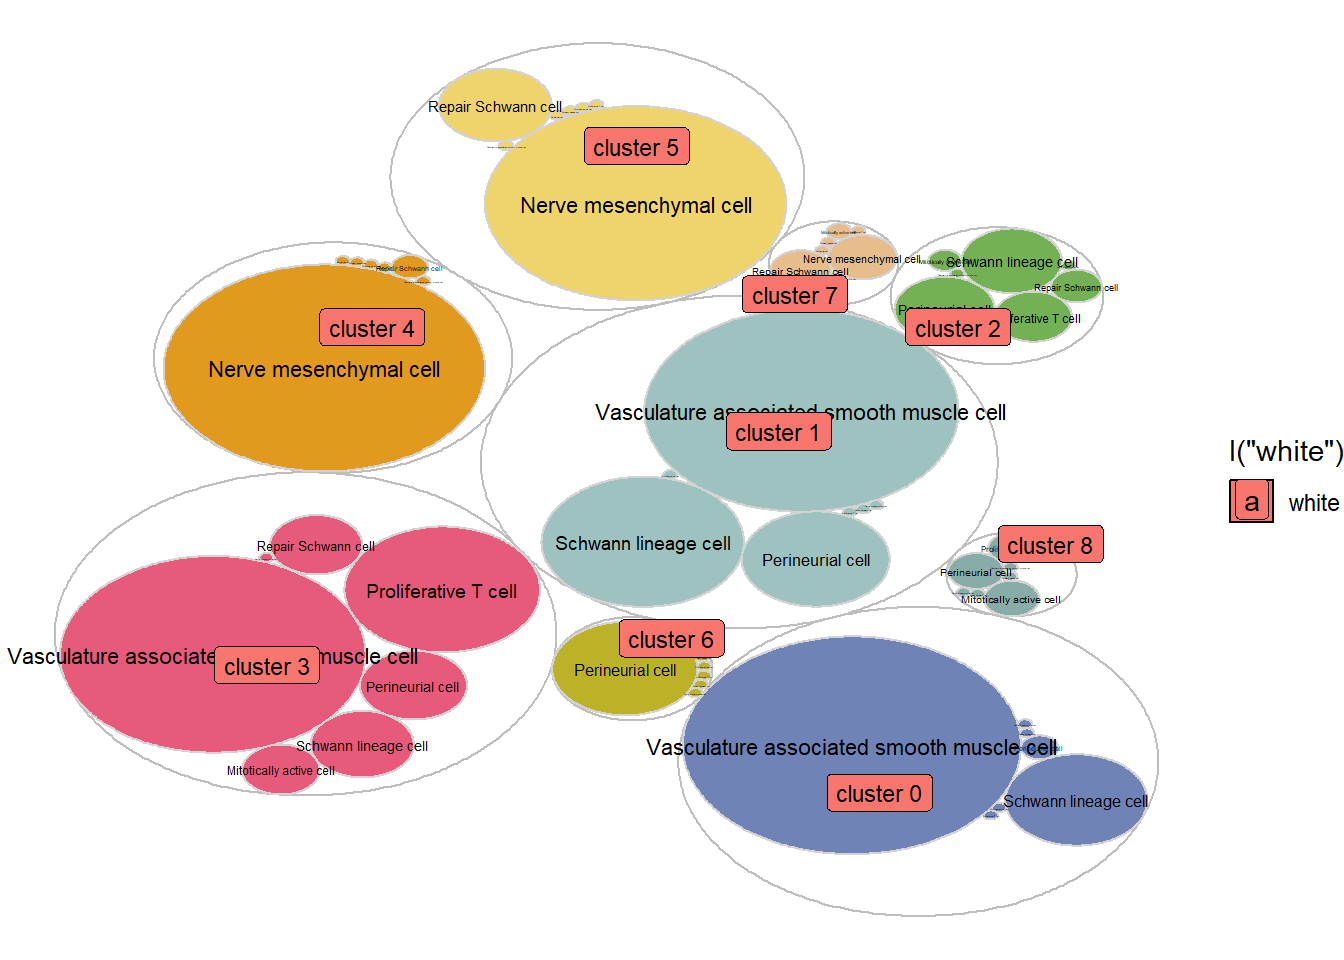 Repair Schwann cell
cluster 5
Nerve mesenchymal cell
Nerve mesenchymal cell
Repair Schwann cell
cluster 7
Schwann lineage cell
Repair Schwann cell
Perineurial cell
cluster 2
Repair Schwann cell
cluster 4
Nerve mesenchymal cell
Vasculature associated smooth muscle cell
cluster 1
Schwann lineage cell
Perineurial cell
I("white")
a white
cluster 8
Perineurial cell
Mitotically active cell
Repair Schwann cell
Proliferative T cell
Vasculature associate muscle cell
cluster 3
Perineurial cell
Schwann lineage cell
Mitotically active cell
cluster 6
Perineurial cell
Vasculature associated smooth muscle cell
cluster 0
Schwann lineage cell